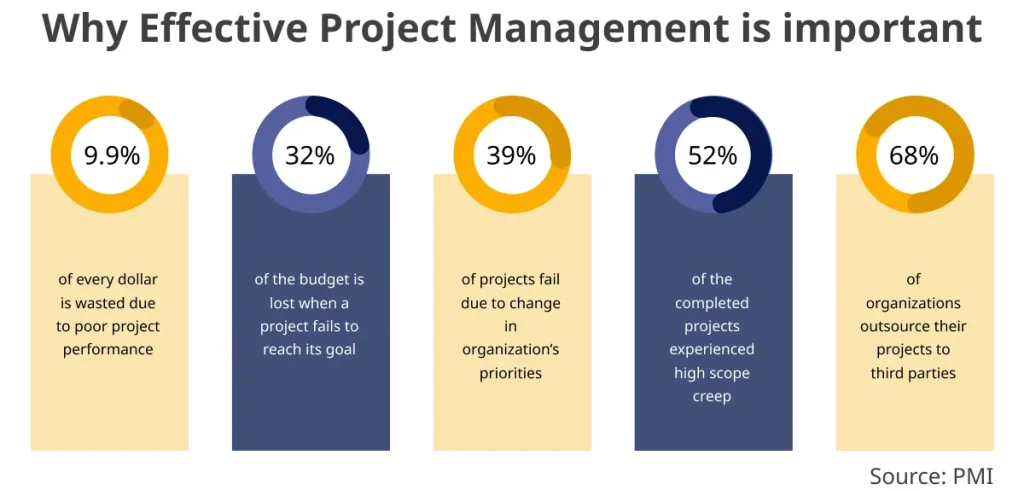 Why Effective Project Management is important
9.9%
of every dollar
is wasted due
to poor project
performance
32%
of the budget is
lost when a
project fails to
reach its goal
39%
of projects fail
due to change
in
organization’s
priorities
52%
of the
completed
projects
experienced
high scope
creep
68%
of
organizations
outsource their
projects to
third parties
Source: PMI